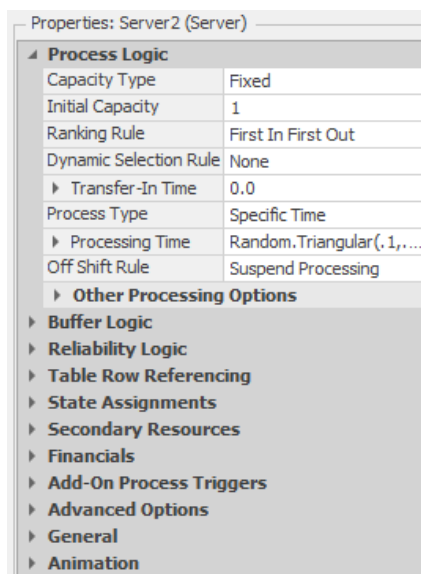 Properties: Server2 (Server)
Process Logic
Capacity Type Fixed
Initial Capacity 1
Ranking Rule First In First Out
Dynamic Selection Rule None
Transfer-In Time 0.0
Process Type Specific Time
Processing Time Random.Triangular(.1,....
Off Shift Rule Suspend Processing
Other Processing Options
Buffer Logic
Reliability Logic
Table Row Referencing
State Assignments
Secondary Resources
Financials
Add-On Process Triggers
Advanced Options
General
Animation